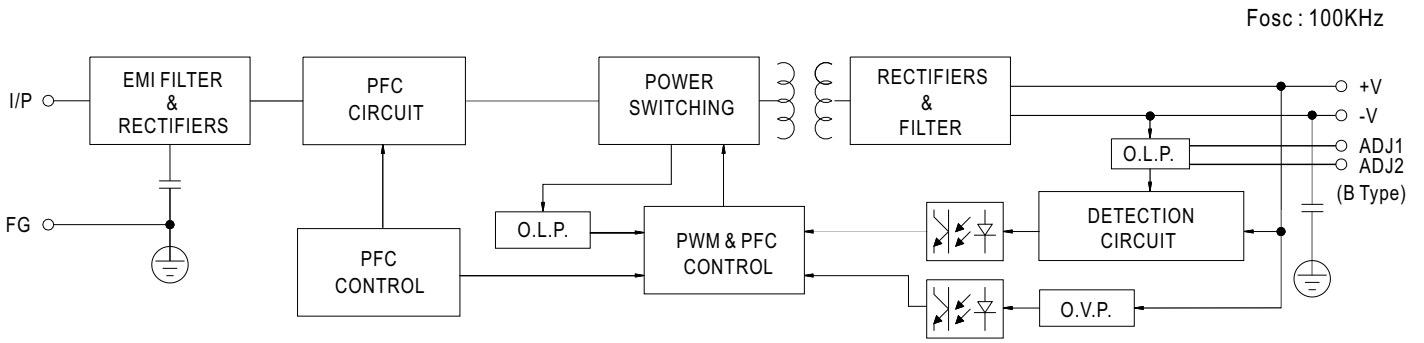 Fosc : 100KHz
I/P
EMI FILTER
&
RECTIFIERS
PFC
CIRCUIT
POWER
SWITCHING
RECTIFIERS
&
FILTER
+V
-V
ADJ1
ADJ2
(B Type)
O.L.P.
FG
O.L.P.
PFC
CONTROL
PWM & PFC
CONTROL
DETECTION
CIRCUIT
O.V.P.